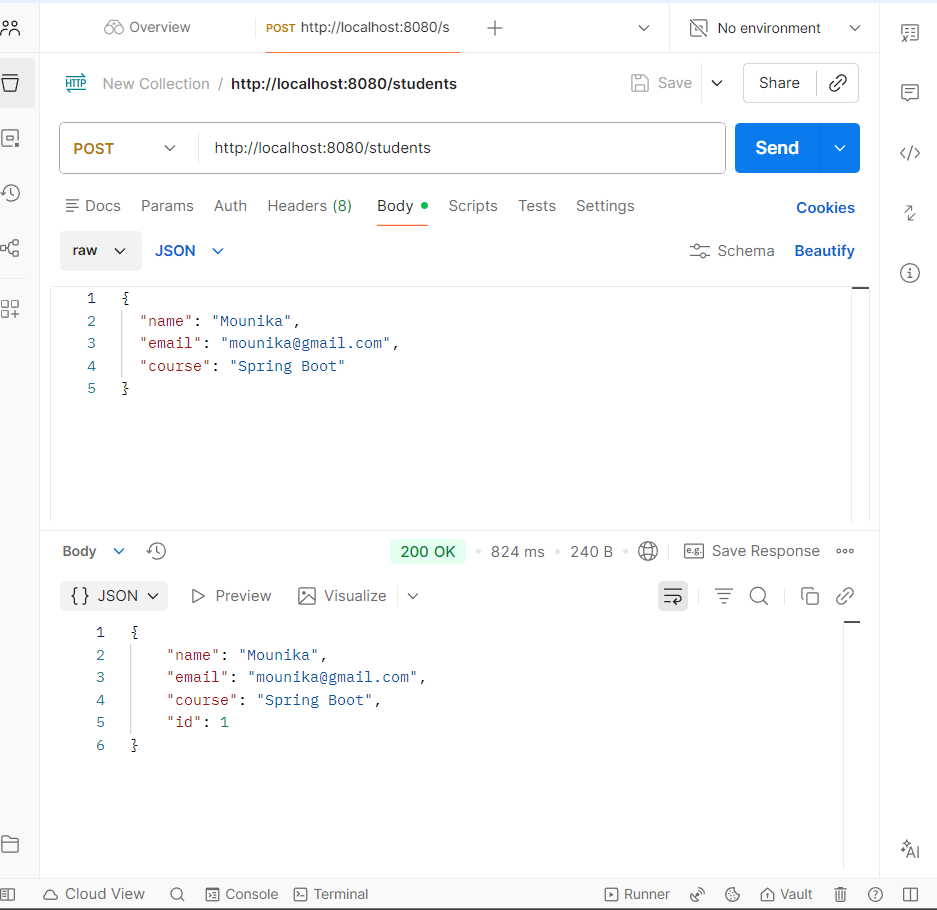 Overview
POST http://localhost:8080/s
No environment
HTTP New Collection / http://localhost:8080/students
Save
Share
POST
http://localhost:8080/students
Send
Docs Params Auth Headers (8) Body Scripts Tests Settings
Cookies
raw
JSON
Schema
Beautify
1 {
2 "name": "Mounika",
3 "email": "mounika@gmail.com",
4 "course": "Spring Boot"
5 }
Body
200 OK
824 ms
240 B
e.g. Save Response
{} JSON
Preview
Visualize
1 {
2 "name": "Mounika",
3 "email": "mounika@gmail.com",
4 "course": "Spring Boot",
5 "id": 1
6 }
AI
Cloud View
Console
Terminal
Runner
Vault